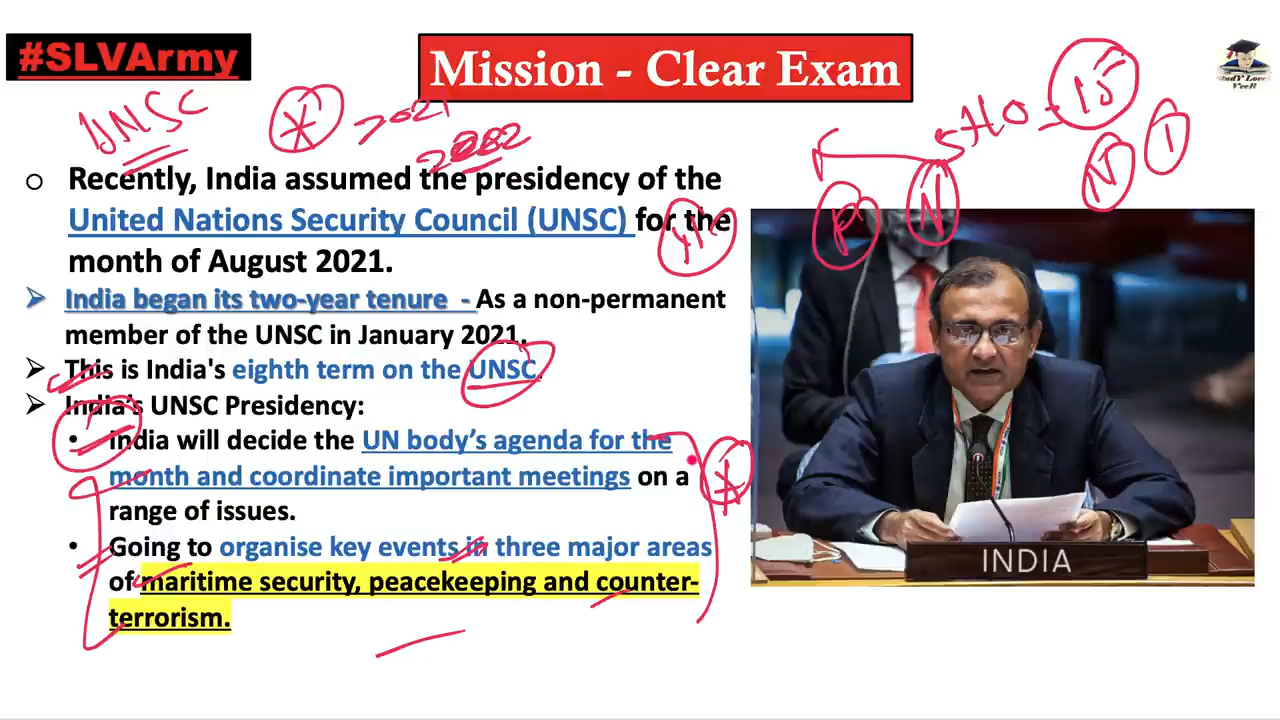 #SLVArmy
Mission - Clear Exam
StudY LoveR
VeeR
UNSC
2021
2022
15
P
N
N
Recently, India assumed the presidency of the
United Nations Security Council (UNSC) for the
month of August 2021.
India began its two-year tenure - As a non-permanent
member of the UNSC in January 2021.
This is India's eighth term on the UNSC.
India's UNSC Presidency:
India will decide the UN body's agenda for the
month and coordinate important meetings on a
range of issues.
Going to organise key events in three major areas
of maritime security, peacekeeping and counter-
terrorism.
INDIA